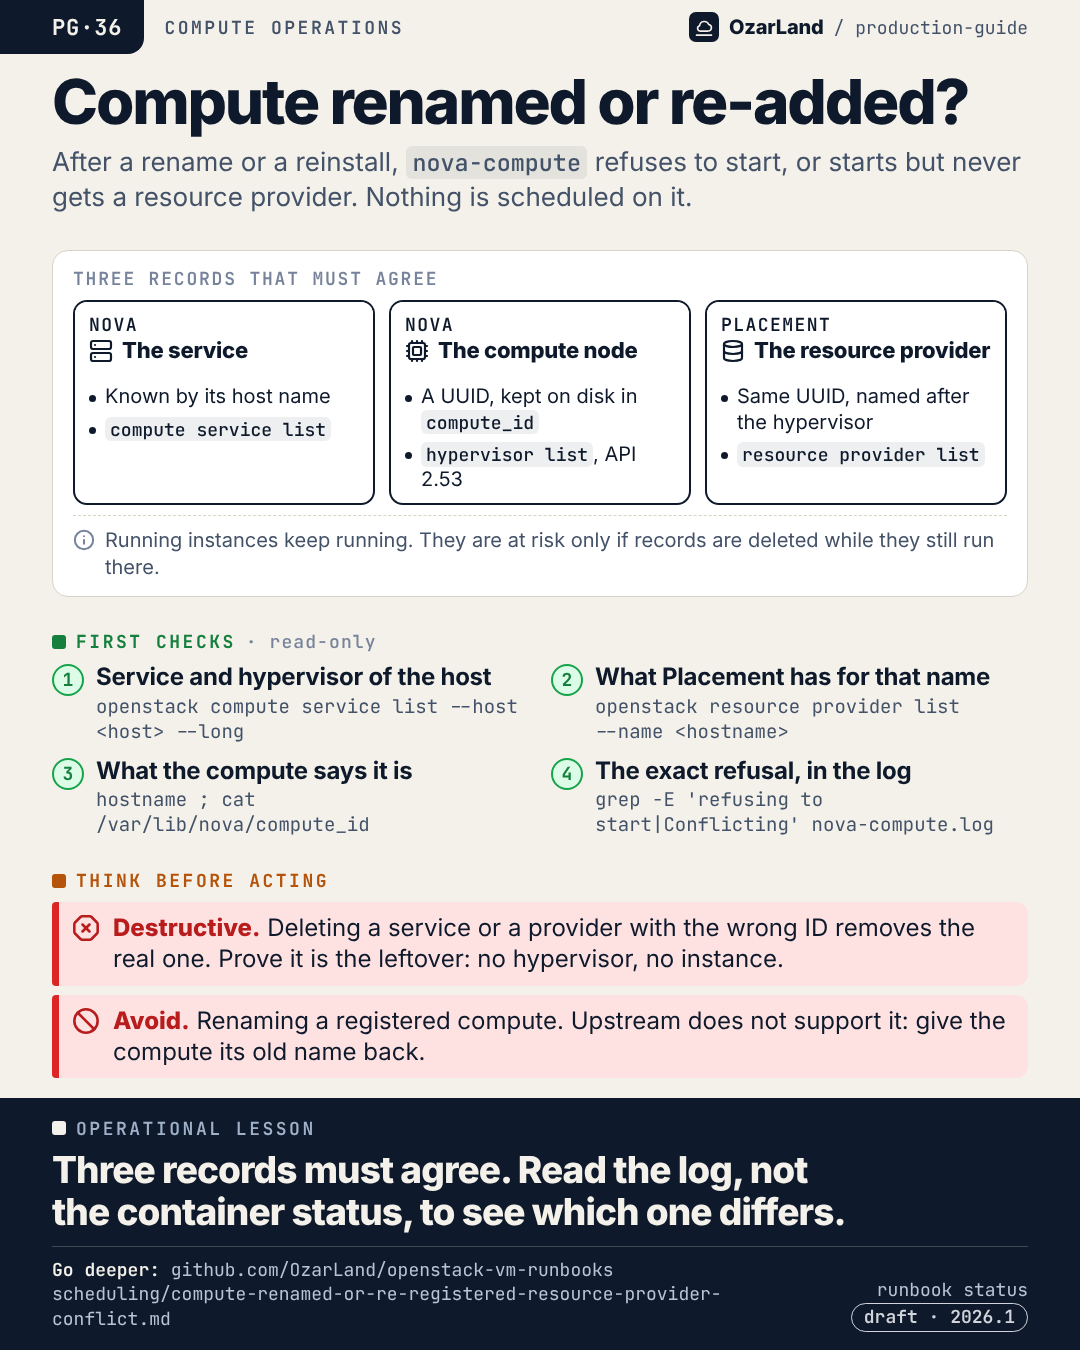 PG·36 COMPUTE OPERATIONS OzarLand / production-guide
Compute renamed or re-added?
After a rename or a reinstall, nova-compute refuses to start, or starts but never
gets a resource provider. Nothing is scheduled on it.
THREE RECORDS THAT MUST AGREE
NOVA
The service
• Known by its host name
• compute service list
NOVA
The compute node
• A UUID, kept on disk in
compute_id
• hypervisor list, API
2.53
PLACEMENT
The resource provider
• Same UUID, named after
the hypervisor
• resource provider list
Running instances keep running. They are at risk only if records are deleted while they still run
there.
FIRST CHECKS · read-only
1 Service and hypervisor of the host
openstack compute service list --host
<host> --long
2 What Placement has for that name
openstack resource provider list
--name <hostname>
3 What the compute says it is
hostname ; cat
/var/lib/nova/compute_id
4 The exact refusal, in the log
grep -E 'refusing to
start|Conflicting' nova-compute.log
THINK BEFORE ACTING
Destructive. Deleting a service or a provider with the wrong ID removes the
real one. Prove it is the leftover: no hypervisor, no instance.
Avoid. Renaming a registered compute. Upstream does not support it: give the
compute its old name back.
OPERATIONAL LESSON
Three records must agree. Read the log, not
the container status, to see which one differs.
Go deeper: github.com/OzarLand/openstack-vm-runbooks
scheduling/compute-renamed-or-re-registered-resource-provider-
conflict.md
runbook status
draft · 2026.1